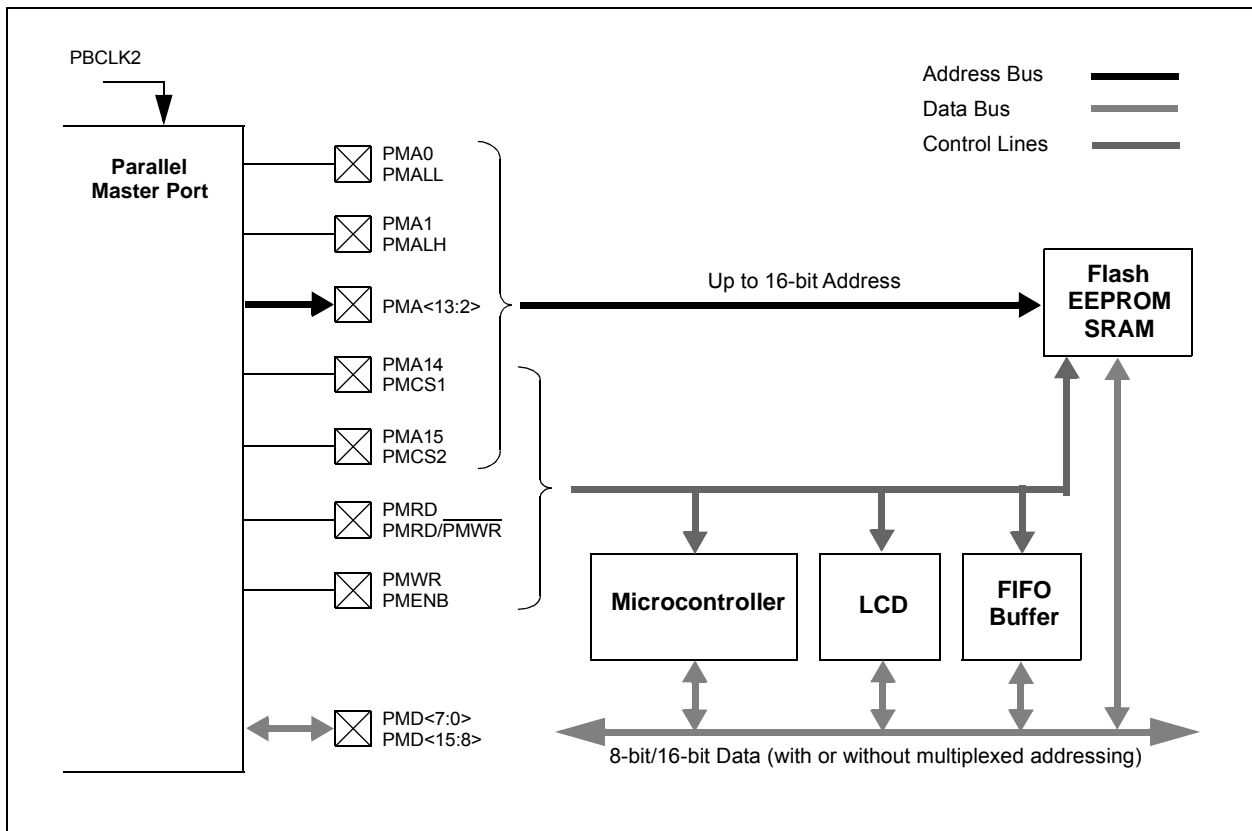 PBCLK2
Parallel
Master Port
PMA0
PMALL
PMA1
PMALH
PMA<13:2>
PMA14
PMCS1
PMA15
PMCS2
PMRD
PMRD/PMWR
PMWR
PMENB
PMD<7:0>
PMD<15:8>
Address Bus
Data Bus
Control Lines
Up to 16-bit Address
Flash
EEPROM
SRAM
Microcontroller
LCD
FIFO
Buffer
8-bit/16-bit Data (with or without multiplexed addressing)